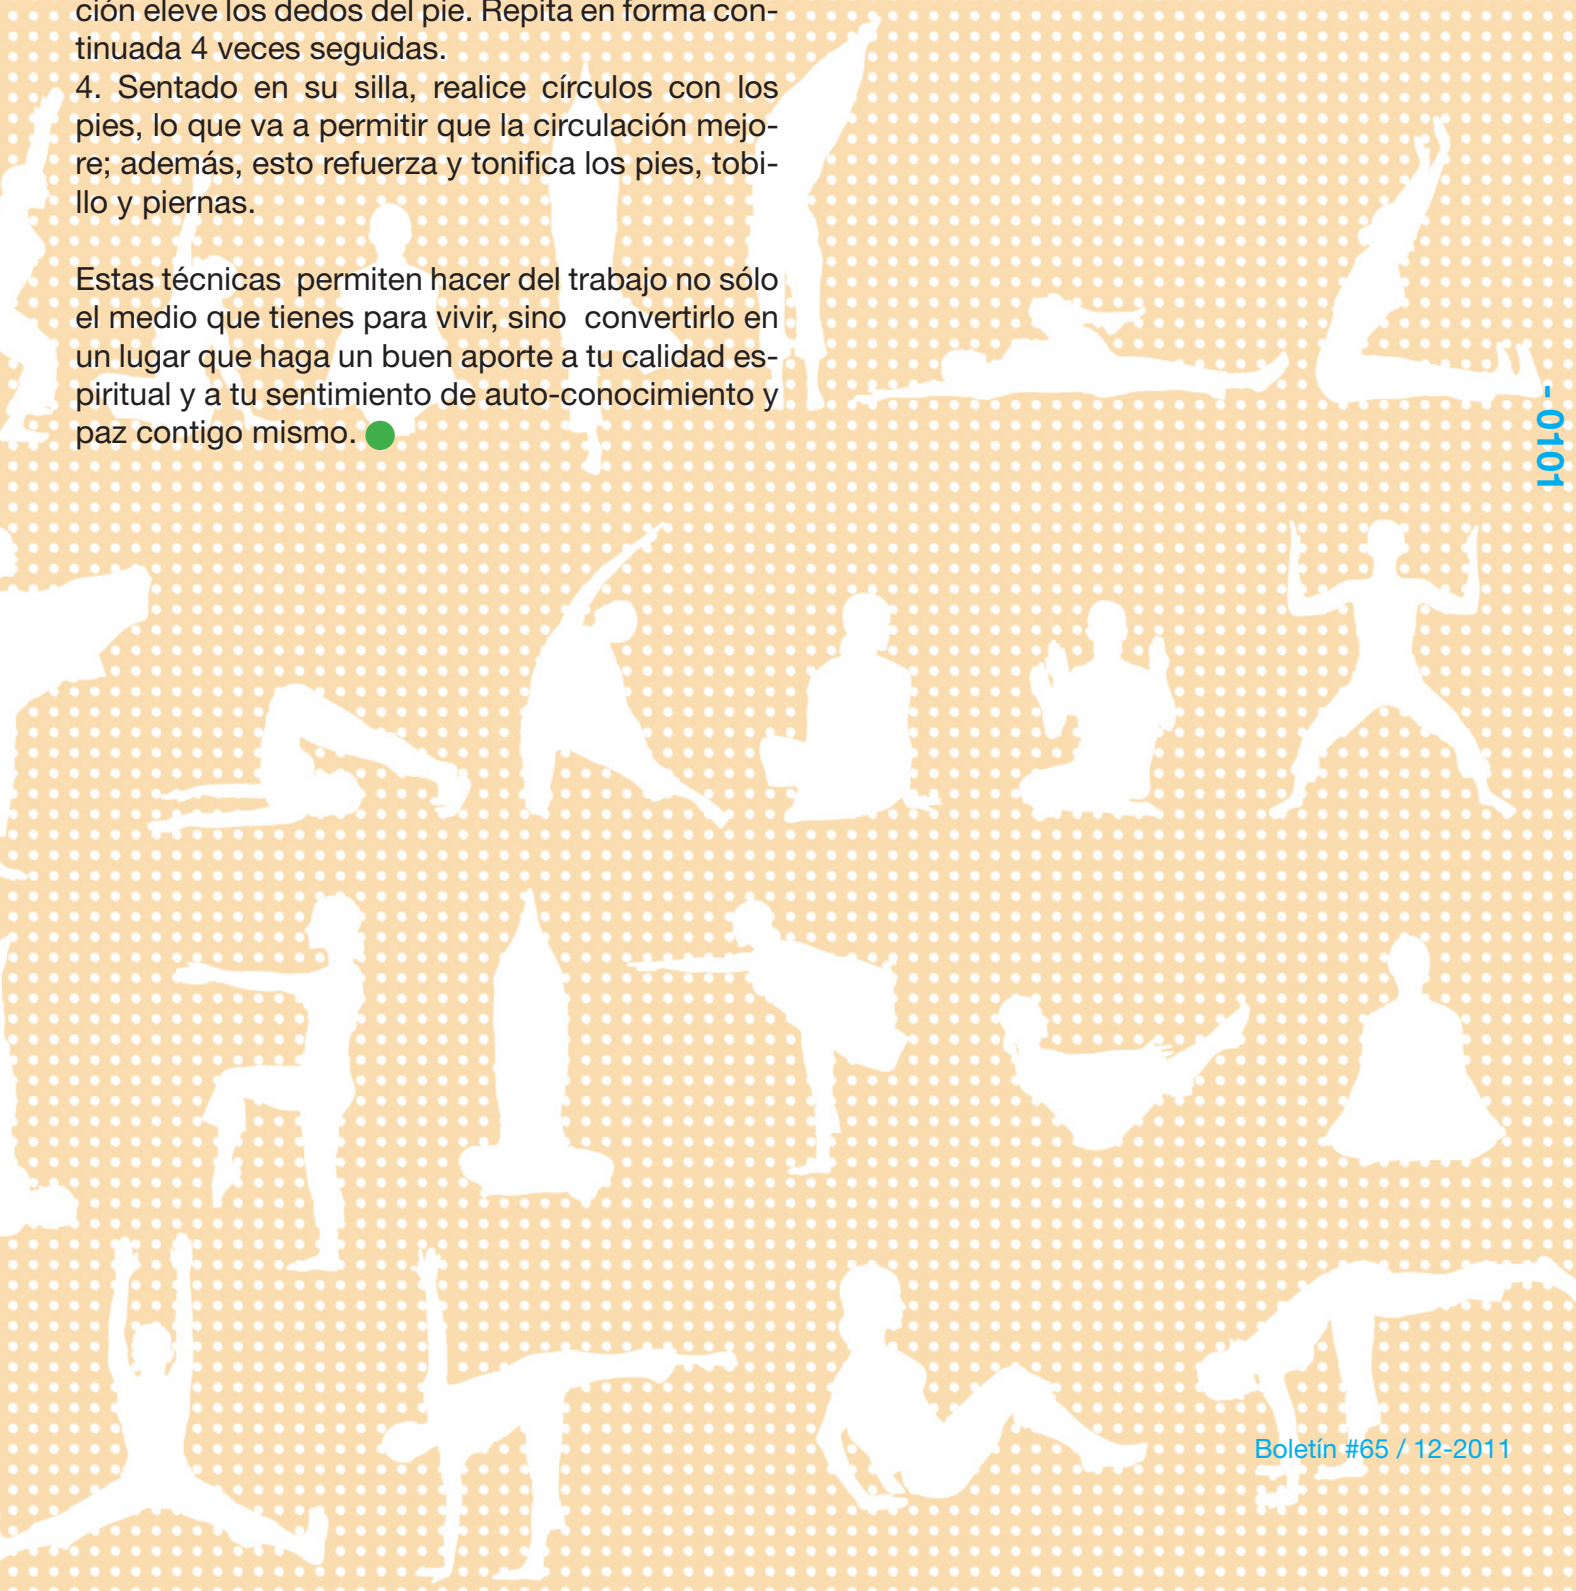 ción eleve los dedos del pie. Repita en forma con-
tinuada 4 veces seguidas.
4. Sentado en su silla, realice círculos con los
pies, lo que va a permitir que la circulación mejo-
re; además, esto refuerza y tonifica los pies, tobi-
llo y piernas.
Estas técnicas  permiten hacer del trabajo no sólo
el medio que tienes para vivir, sino  convertirlo en
un lugar que haga un buen aporte a tu calidad es-
piritual y a tu sentimiento de auto-conocimiento y
paz contigo mismo.
- 0101
Boletín #65 / 12-2011